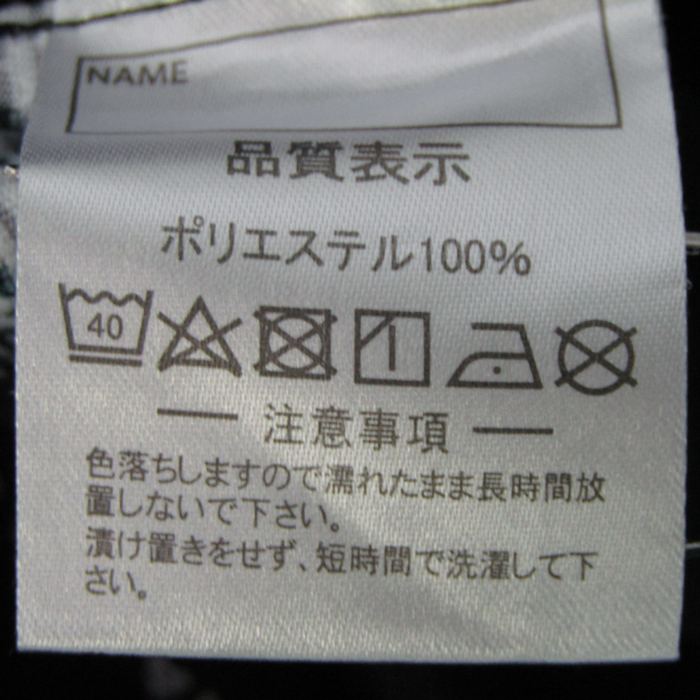 NAME
品質表示
ポリエステル100%
40
注意事項
色落ちしますので濡れたまま長時間放
置しないで下さい。
漬け置きをせず、短時間で洗濯して下
さい。